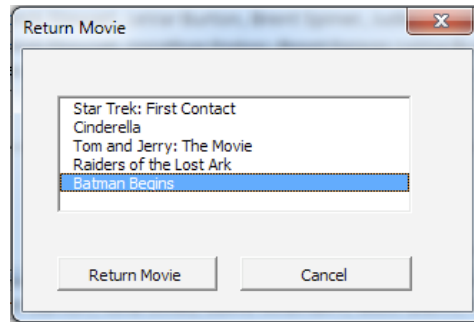 Return Movie
Star Trek: First Contact
Cinderella
Tom and Jerry: The Movie
Raiders of the Lost Ark
Batman Begins
Return Movie
Cancel